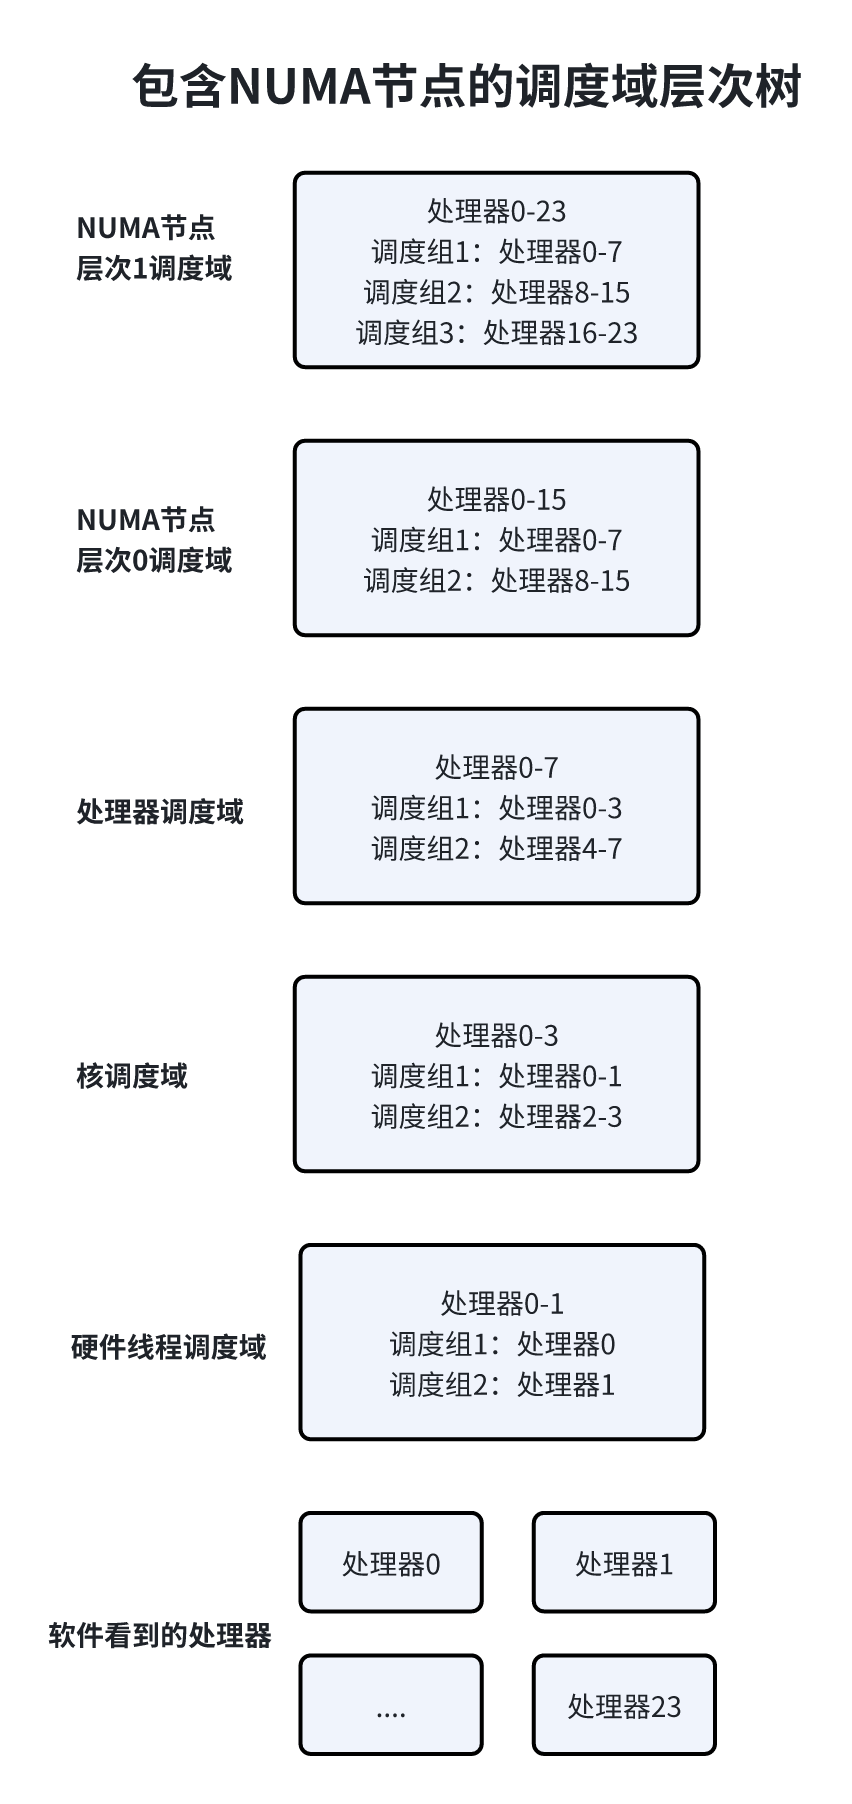 包含NUMA节点的调度域层次树
NUMA节点
层次1调度域
处理器0-23
调度组1：处理器0-7
调度组2：处理器8-15
调度组3：处理器16-23
NUMA节点
层次0调度域
处理器0-15
调度组1：处理器0-7
调度组2：处理器8-15
处理器调度域
处理器0-7
调度组1：处理器0-3
调度组2：处理器4-7
核调度域
处理器0-3
调度组1：处理器0-1
调度组2：处理器2-3
硬件线程调度域
处理器0-1
调度组1：处理器0
调度组2：处理器1
软件看到的处理器
处理器0
处理器1
....
处理器23